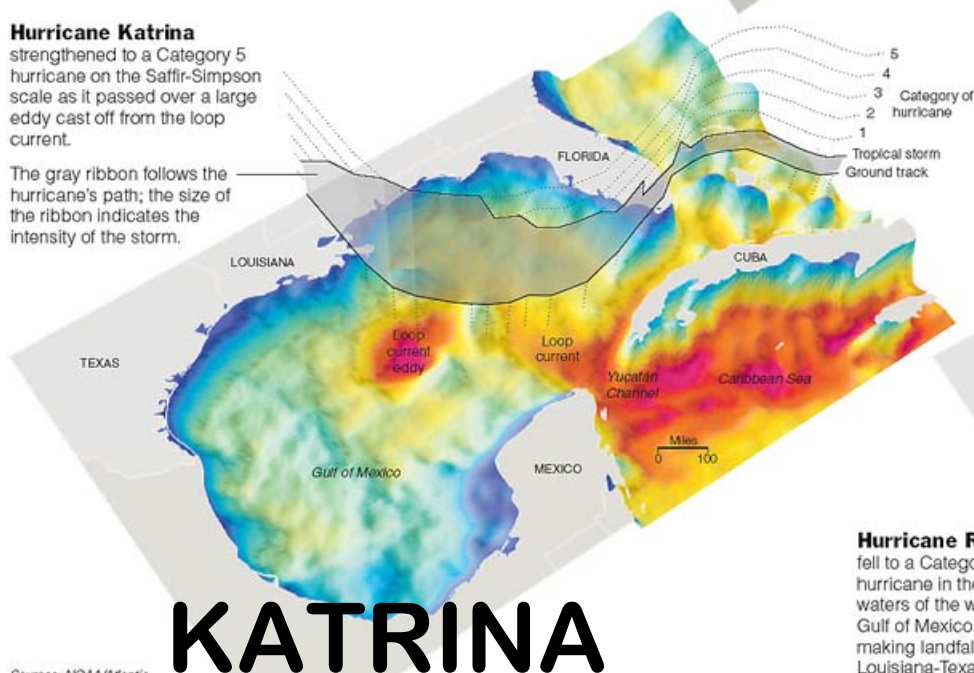 Hurricane Katrina
strengthened to a Category 5
hurricane on the Saffir-Simpson
scale as it passed over a large
eddy cast off from the loop
current.
The gray ribbon follows the
hurricane's path; the size of
the ribbon indicates the
intensity of the storm.
5
4
3
2
1
Category of
hurricane
Tropical storm
Ground track
FLORIDA
LOUISIANA
CUBA
TEXAS
Loop
current
eddy
Loop
current
Yucatán
Channel
Caribbean Sea
Miles
0 100
Gulf of Mexico
MEXICO
Hurricane R
fell to a Catego
hurricane in the
waters of the w
Gulf of Mexico
making landfal
Louisiana-Texa
KATRINA